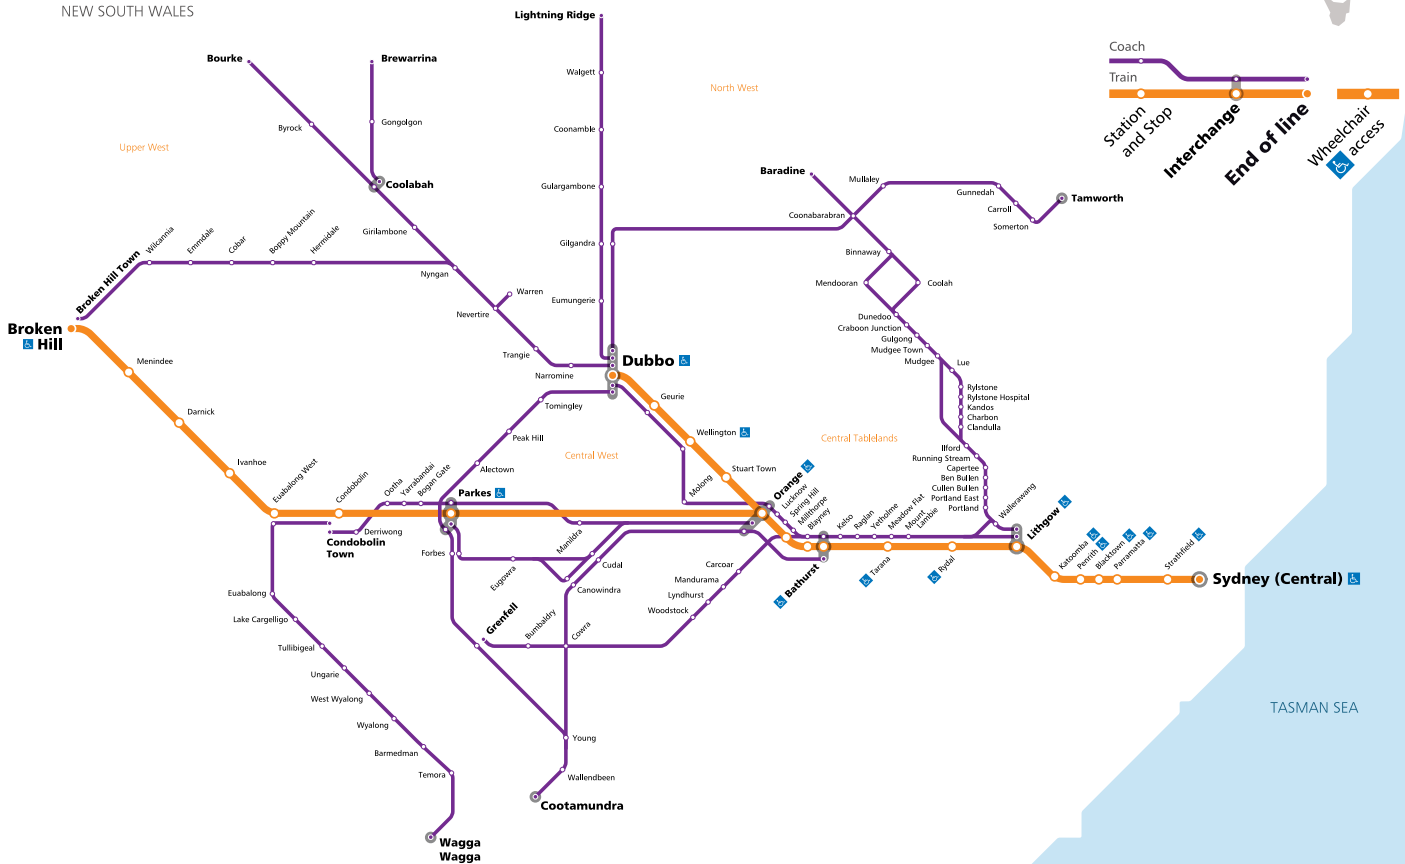 NEW SOUTH WALES
Lightning Ridge
Coach
Train
Station
and Stop
Interchange
End of line
Wheelchair
access
Bourke
Brewarrina
Walgett
North West
Byrock
Gongolgon
Coonamble
Upper West
Baradine
Mullaley
Gunnedah
Tamworth
Coolabah
Gulargambone
Carroll
Coonabarabran
Somerton
Girilambone
Wilcannia
Emmdale
Cobar
Boppy Mountain
Hermidale
Gilgandra
Binnaway
Broken Hill Town
Nyngan
Mendooran
Coolah
Warren
Eumungerie
Nevertire
Dunedoo
Craboon Junction
Gulgong
Mudgee Town
Mudgee
Lue
Broken
Hill
Trangie
Narromine
Dubbo
Menindee
Geurie
Rylstone
Rylstone Hospital
Kandos
Charbon
Clandulla
Tomingley
Darnick
Wellington
Central Tablelands
Peak Hill
Central West
Ilford
Running Stream
Capertee
Ben Bullen
Cullen Bullen
Portland East
Portland
Ivanhoe
Alectown
Stuart Town
Euabalong West
Condobolin
Ootha
Yarrabandai
Bogan Gate
Parkes
Molong
Orange
Lucknow
Spring Hill
Millthorpe
Blayney
Kelso
Raglan
Yetholme
Meadow Flat
Mount
Lambie
Wallerawang
Lithgow
Derriwong
Condobolin
Town
Forbes
Manildra
Eugowra
Cudal
Canowindra
Carcoar
Mandurama
Lyndhurst
Woodstock
Bathurst
Tarana
Rydal
Katoomba
Penrith
Blacktown
Parramatta
Strathfield
Sydney (Central)
Euabalong
Lake Cargelligo
Grenfell
Bumbaldry
Cowra
Tullibigeal
Ungarie
West Wyalong
Wyalong
Barmedman
Temora
TASMAN SEA
Young
Wallendbeen
Cootamundra
Wagga
Wagga